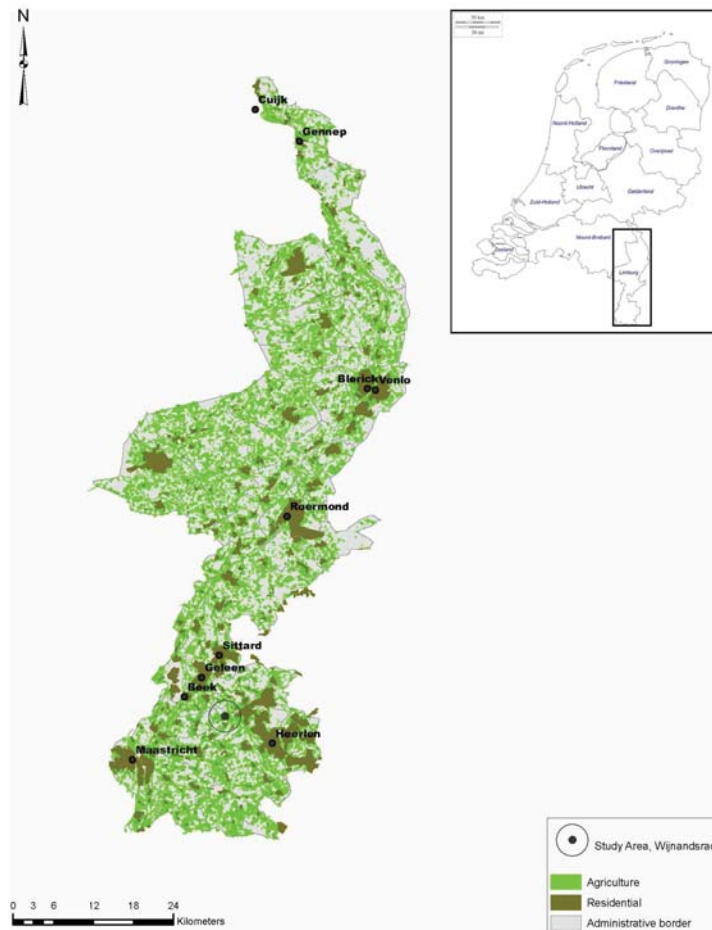 N
50 km
Groningen
Friesland
Drenthe
Noord-Holland
Flevoland
Overijssel
Utrecht
Gelderland
Zuid-Holland
Noord-Brabant
Zeeland
Limburg
Cuijk
Gennep
Blerick Venlo
Roermond
Sittard
Geleen
Beek
Heerlen
Maastricht
Study Area, Wijnandsrad
Agriculture
Residential
Administrative border
0 3 6 12 18 24
Kilometers